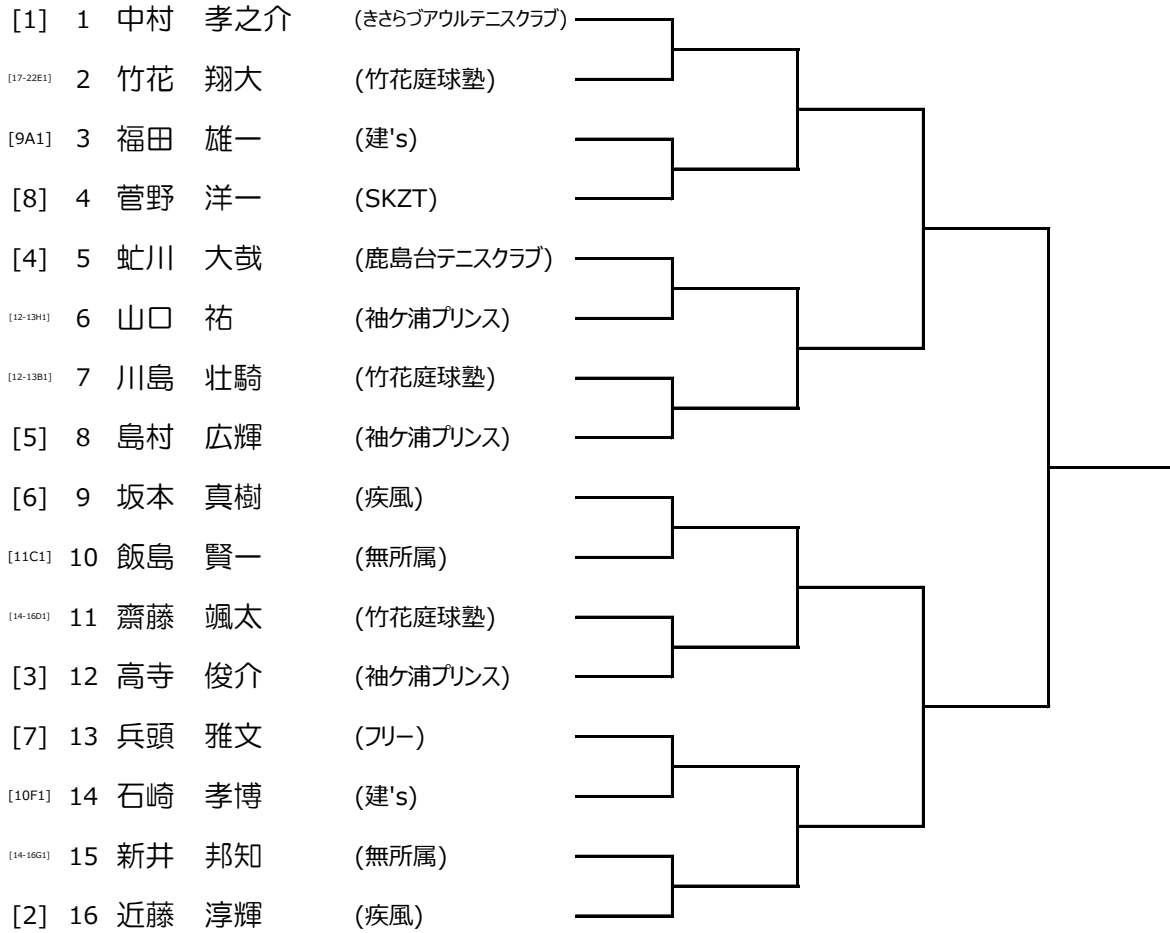 [1] 1 中村 孝之介 (きさらづアウルテニスクラブ)
[17-22E1] 2 竹花 翔大 (竹花庭球塾)
[9A1] 3 福田 雄一 (建's)
[8] 4 菅野 洋一 (SKZT)
[4] 5 虻川 大哉 (鹿島台テニスクラブ)
[12-13H1] 6 山口 祐 (袖ケ浦プリンス)
[12-13B1] 7 川島 壮騎 (竹花庭球塾)
[5] 8 島村 広輝 (袖ケ浦プリンス)
[6] 9 坂本 真樹 (疾風)
[11C1] 10 飯島 賢一 (無所属)
[14-16D1] 11 齋藤 颯太 (竹花庭球塾)
[3] 12 高寺 俊介 (袖ケ浦プリンス)
[7] 13 兵頭 雅文 (フリー)
[10F1] 14 石崎 孝博 (建's)
[14-16G1] 15 新井 邦知 (無所属)
[2] 16 近藤 淳輝 (疾風)